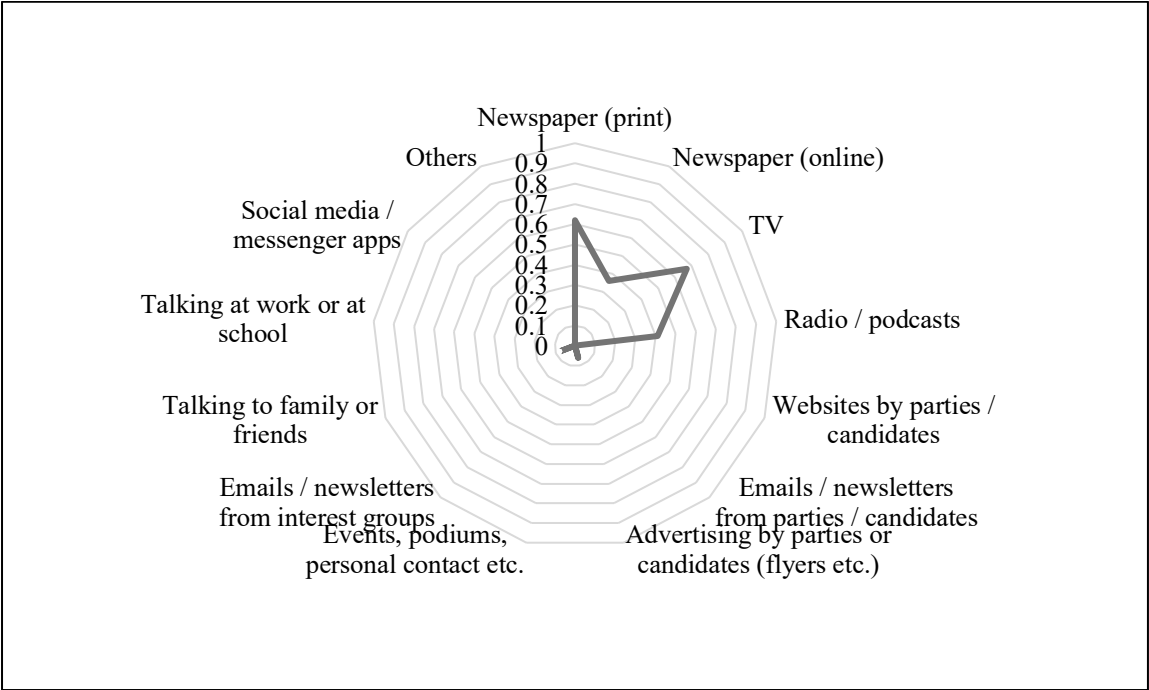 Newspaper (print)
Newspaper (online)
TV
Radio / podcasts
Websites by parties /
candidates
Emails / newsletters
from parties / candidates
Advertising by parties or
candidates (flyers etc.)
Events, podiums,
personal contact etc.
Emails / newsletters
from interest groups
Talking to family or
friends
Talking at work or at
school
Social media /
messenger apps
Others
1
0.9
0.8
0.7
0.6
0.5
0.4
0.3
0.2
0.1
0